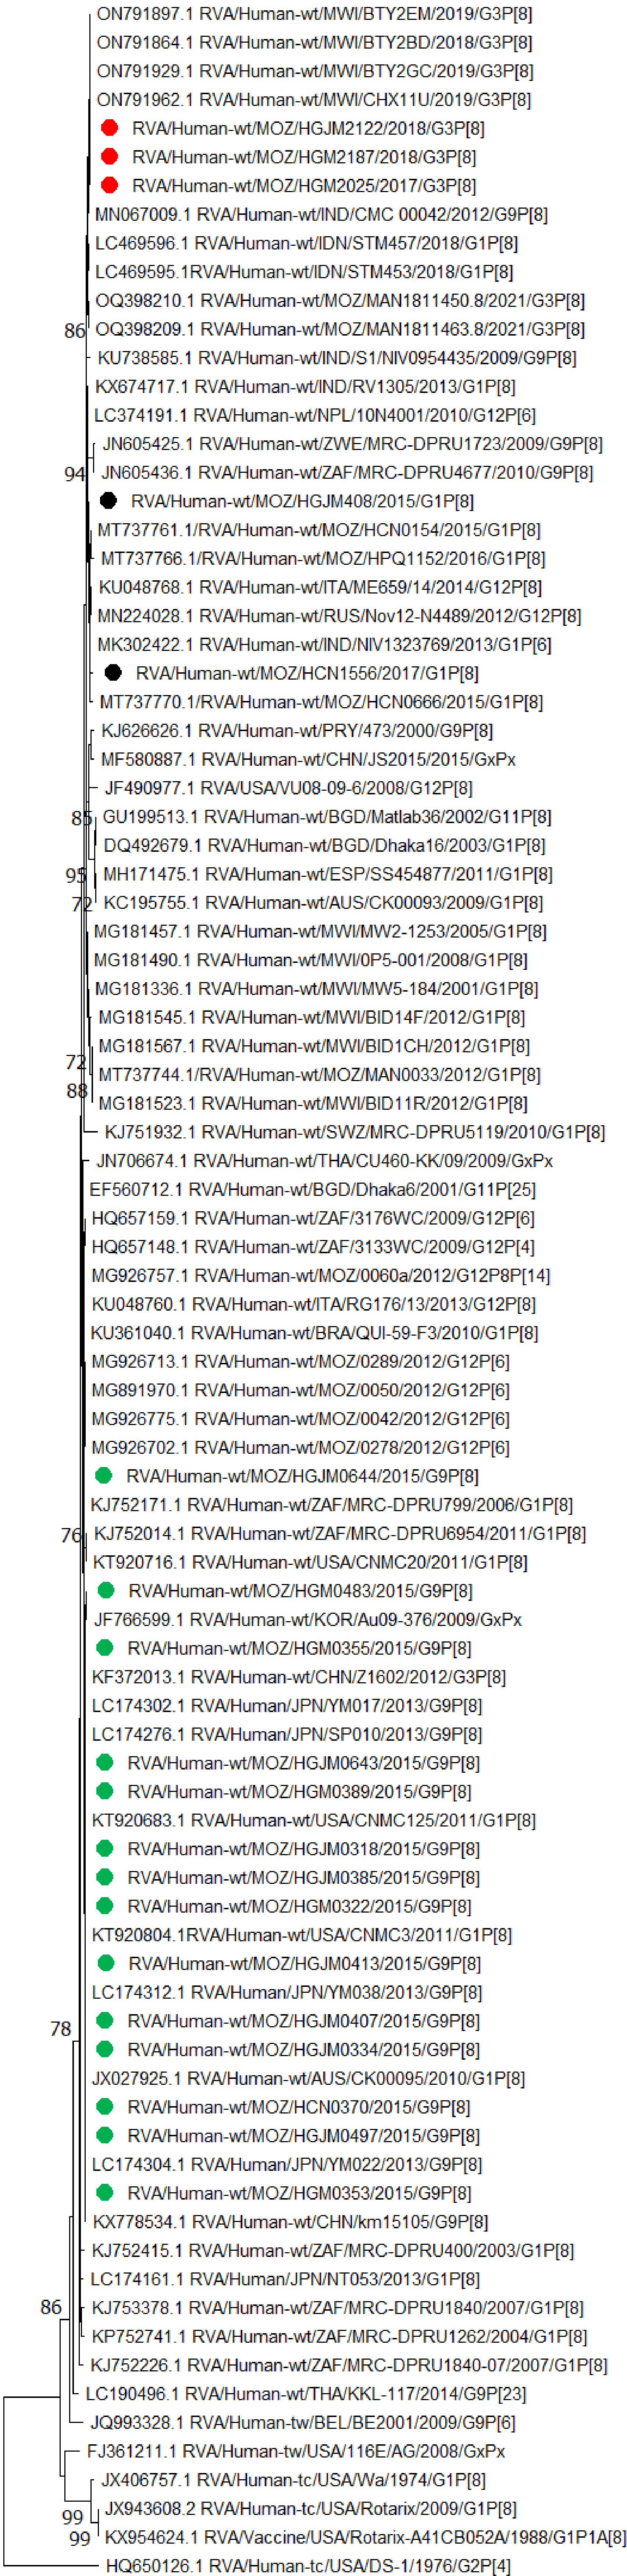 ON791897.1 RVA/Human-wt/MWI/BTY2EM/2019/G3P[8]
ON791864.1 RVA/Human-wt/MWI/BTY2BD/2018/G3P[8]
ON791929.1 RVA/Human-wt/MWI/BTY2GC/2019/G3P[8]
ON791962.1 RVA/Human-wt/MWI/CHX11U/2019/G3P[8]
RVA/Human-wt/MOZ/HGJM2122/2018/G3P[8]
RVA/Human-wt/MOZ/HGM2187/2018/G3P[8]
RVA/Human-wt/MOZ/HGM2025/2017/G3P[8]
MN067009.1 RVA/Human-wt/IND/CMC 00042/2012/G9P[8]
LC469596.1 RVA/Human-wt/IDN/STM457/2018/G1P[8]
LC469595.1RVA/Human-wt/IDN/STM453/2018/G1P[8]
OQ398210.1 RVA/Human-wt/MOZ/MAN1811450.8/2021/G3P[8]
86 OQ398209.1 RVA/Human-wt/MOZ/MAN1811463.8/2021/G3P[8]
KU738585.1 RVA/Human-wt/IND/S1/NIV0954435/2009/G9P[8]
KX674717.1 RVA/Human-wt/IND/RV1305/2013/G1P[8]
LC374191.1 RVA/Human-wt/NPL/10N4001/2010/G12P[6]
JN605425.1 RVA/Human-wt/ZWE/MRC-DPRU1723/2009/G9P[8]
94 JN605436.1 RVA/Human-wt/ZAF/MRC-DPRU4677/2010/G9P[8]
RVA/Human-wt/MOZ/HGJM408/2015/G1P[8]
MT737761.1/RVA/Human-wt/MOZ/HCN0154/2015/G1P[8]
MT737766.1/RVA/Human-wt/MOZ/HPQ1152/2016/G1P[8]
KU048768.1 RVA/Human-wt/ITA/ME659/14/2014/G12P[8]
MN224028.1 RVA/Human-wt/RUS/Nov12-N4489/2012/G12P[8]
MK302422.1 RVA/Human-wt/IND/NIV1323769/2013/G1P[6]
RVA/Human-wt/MOZ/HCN1556/2017/G1P[8]
MT737770.1/RVA/Human-wt/MOZ/HCN0666/2015/G1P[8]
KJ626626.1 RVA/Human-wt/PRY/473/2000/G9P[8]
MF580887.1 RVA/Human-wt/CHN/JS2015/2015/GxPx
JF490977.1 RVA/USA/VU08-09-6/2008/G12P[8]
85 GU199513.1 RVA/Human-wt/BGD/Matlab36/2002/G11P[8]
DQ492679.1 RVA/Human-wt/BGD/Dhaka16/2003/G1P[8]
95 MH171475.1 RVA/Human-wt/ESP/SS454877/2011/G1P[8]
72 KC195755.1 RVA/Human-wt/AUS/CK00093/2009/G1P[8]
MG181457.1 RVA/Human-wt/MWI/MW2-1253/2005/G1P[8]
MG181490.1 RVA/Human-wt/MWI/0P5-001/2008/G1P[8]
MG181336.1 RVA/Human-wt/MWI/MW5-184/2001/G1P[8]
MG181545.1 RVA/Human-wt/MWI/BID14F/2012/G1P[8]
72 MG181567.1 RVA/Human-wt/MWI/BID1CH/2012/G1P[8]
88 MT737744.1/RVA/Human-wt/MOZ/MAN0033/2012/G1P[8]
MG181523.1 RVA/Human-wt/MWI/BID11R/2012/G1P[8]
KJ751932.1 RVA/Human-wt/SWZ/MRC-DPRU5119/2010/G1P[8]
JN706674.1 RVA/Human-wt/THA/CU460-KK/09/2009/GxPx
EF560712.1 RVA/Human-wt/BGD/Dhaka6/2001/G11P[25]
HQ657159.1 RVA/Human-wt/ZAF/3176WC/2009/G12P[6]
HQ657148.1 RVA/Human-wt/ZAF/3133WC/2009/G12P[4]
MG926757.1 RVA/Human-wt/MOZ/0060a/2012/G12P8P[14]
KU048760.1 RVA/Human-wt/ITA/RG176/13/2013/G12P[8]
KU361040.1 RVA/Human-wt/BRA/QUI-59-F3/2010/G1P[8]
MG926713.1 RVA/Human-wt/MOZ/0289/2012/G12P[6]
MG891970.1 RVA/Human-wt/MOZ/0050/2012/G12P[6]
MG926775.1 RVA/Human-wt/MOZ/0042/2012/G12P[6]
MG926702.1 RVA/Human-wt/MOZ/0278/2012/G12P[6]
RVA/Human-wt/MOZ/HGJM0644/2015/G9P[8]
KJ752171.1 RVA/Human-wt/ZAF/MRC-DPRU799/2006/G1P[8]
76 KJ752014.1 RVA/Human-wt/ZAF/MRC-DPRU6954/2011/G1P[8]
KT920716.1 RVA/Human-wt/USA/CNMC20/2011/G1P[8]
RVA/Human-wt/MOZ/HGM0483/2015/G9P[8]
JF766599.1 RVA/Human-wt/KOR/Au09-376/2009/GxPx
RVA/Human-wt/MOZ/HGM0355/2015/G9P[8]
KF372013.1 RVA/Human-wt/CHN/Z1602/2012/G3P[8]
LC174302.1 RVA/Human/JPN/YM017/2013/G9P[8]
LC174276.1 RVA/Human/JPN/SP010/2013/G9P[8]
RVA/Human-wt/MOZ/HGJM0643/2015/G9P[8]
RVA/Human-wt/MOZ/HGM0389/2015/G9P[8]
KT920683.1 RVA/Human-wt/USA/CNMC125/2011/G1P[8]
RVA/Human-wt/MOZ/HGJM0318/2015/G9P[8]
RVA/Human-wt/MOZ/HGJM0385/2015/G9P[8]
RVA/Human-wt/MOZ/HGM0322/2015/G9P[8]
KT920804.1RVA/Human-wt/USA/CNMC3/2011/G1P[8]
RVA/Human-wt/MOZ/HGJM0413/2015/G9P[8]
LC174312.1 RVA/Human/JPN/YM038/2013/G9P[8]
78 RVA/Human-wt/MOZ/HGJM0407/2015/G9P[8]
RVA/Human-wt/MOZ/HGJM0334/2015/G9P[8]
JX027925.1 RVA/Human-wt/AUS/CK00095/2010/G1P[8]
RVA/Human-wt/MOZ/HCN0370/2015/G9P[8]
RVA/Human-wt/MOZ/HGJM0497/2015/G9P[8]
LC174304.1 RVA/Human/JPN/YM022/2013/G9P[8]
RVA/Human-wt/MOZ/HGM0353/2015/G9P[8]
KX778534.1 RVA/Human-wt/CHN/km15105/G9P[8]
KJ752415.1 RVA/Human-wt/ZAF/MRC-DPRU400/2003/G1P[8]
LC174161.1 RVA/Human/JPN/NT053/2013/G1P[8]
86 KJ753378.1 RVA/Human-wt/ZAF/MRC-DPRU1840/2007/G1P[8]
KP752741.1 RVA/Human-wt/ZAF/MRC-DPRU1262/2004/G1P[8]
KJ752226.1 RVA/Human-wt/ZAF/MRC-DPRU1840-07/2007/G1P[8]
LC190496.1 RVA/Human-wt/THA/KKL-117/2014/G9P[23]
JQ993328.1 RVA/Human-tw/BEL/BE2001/2009/G9P[6]
FJ361211.1 RVA/Human-tw/USA/116E/AG/2008/GxPx
JX406757.1 RVA/Human-tc/USA/Wa/1974/G1P[8]
99 JX943608.2 RVA/Human-tc/USA/Rotarix/2009/G1P[8]
99 KX954624.1 RVA/Vaccine/USA/Rotarix-A41CB052A/1988/G1P1A[8]
HQ650126.1 RVA/Human-tc/USA/DS-1/1976/G2P[4]